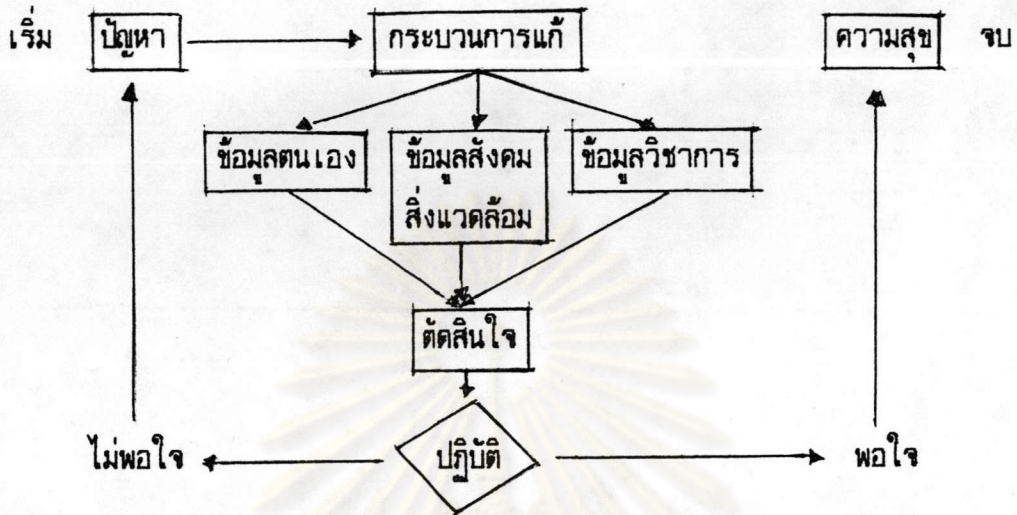 เริ่ม ปัญหา กระบวนการแก้ ความสุข จบ
ข้อมูลตนเอง ข้อมูลสังคม ข้อมูลวิชาการ
สิ่งแวดล้อม
ตัดสินใจ
ไม่พอใจ ปฏิบัติ พอใจ